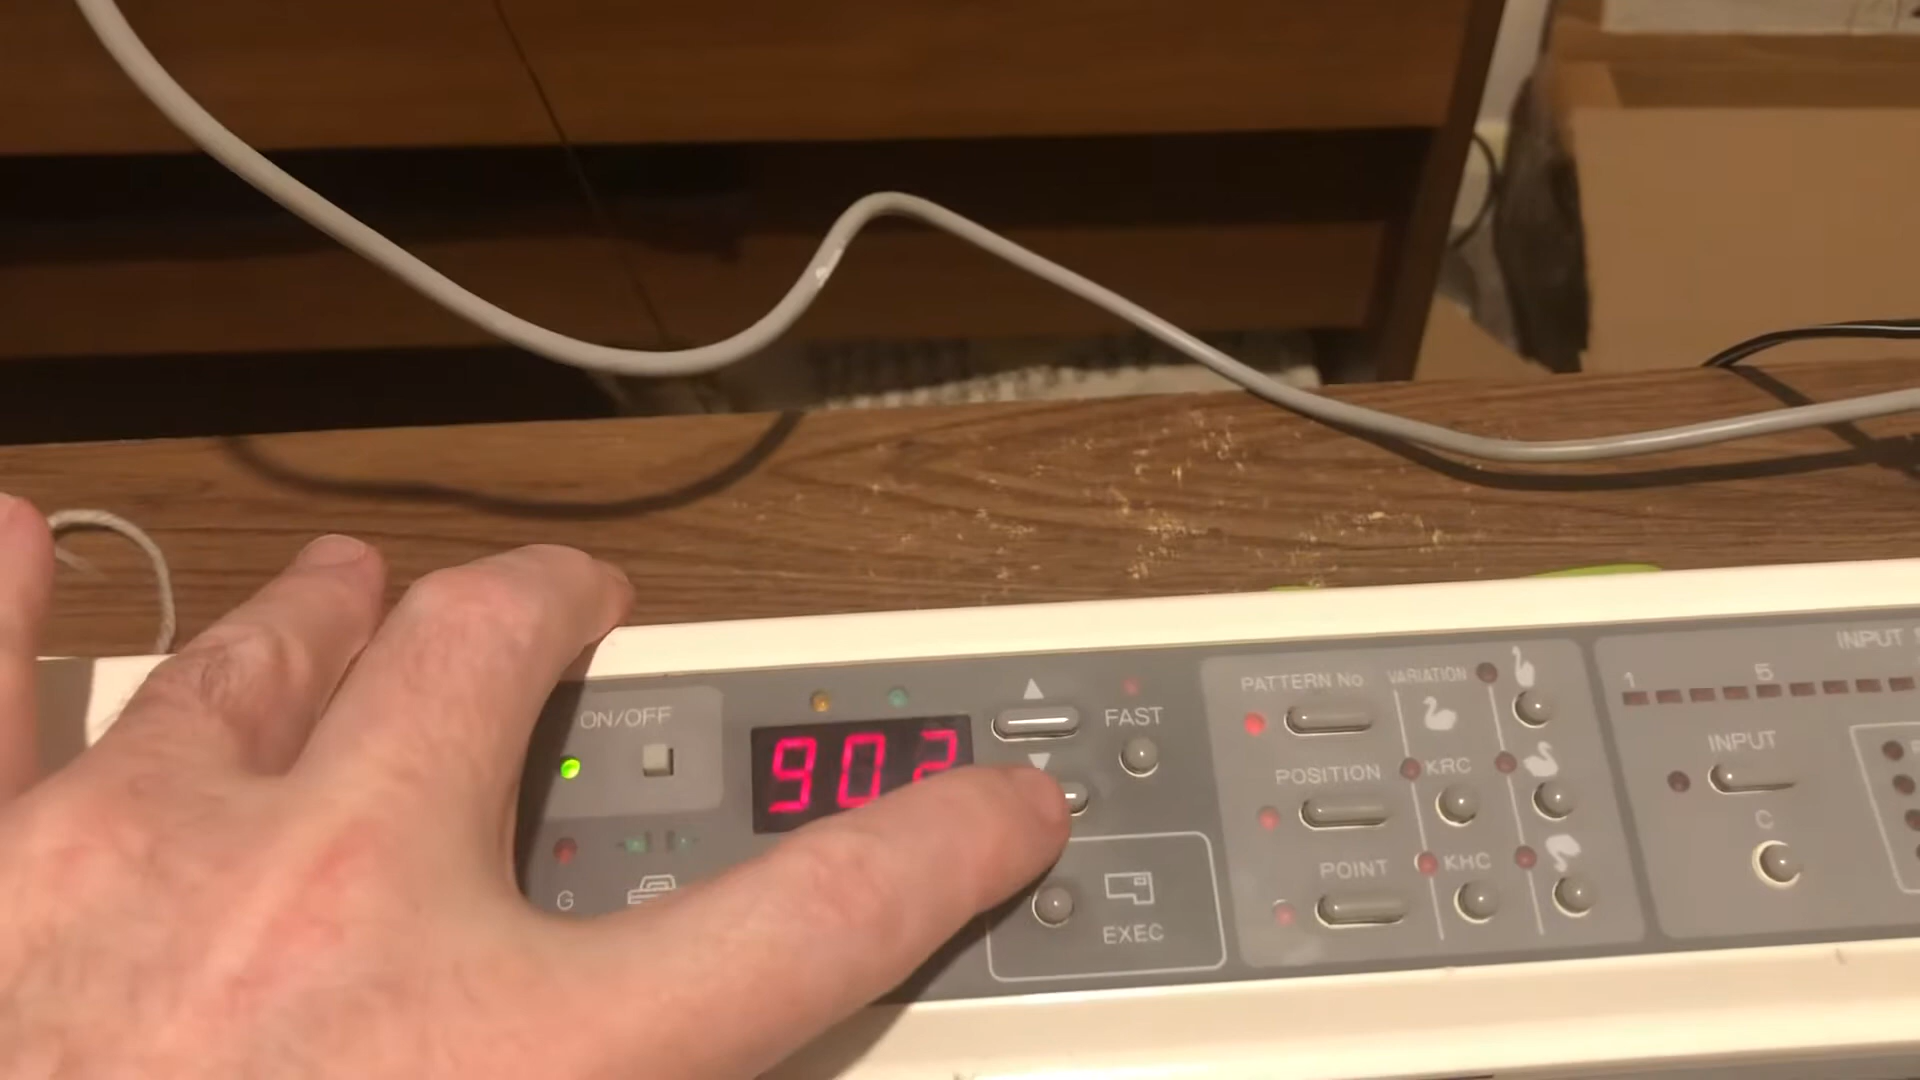 ON/OFF
902
FAST
G
EXEC
PATTERN No.
VARIATION
POSITION
KRC
POINT
KHC
INPUT
1
5
INPUT
C